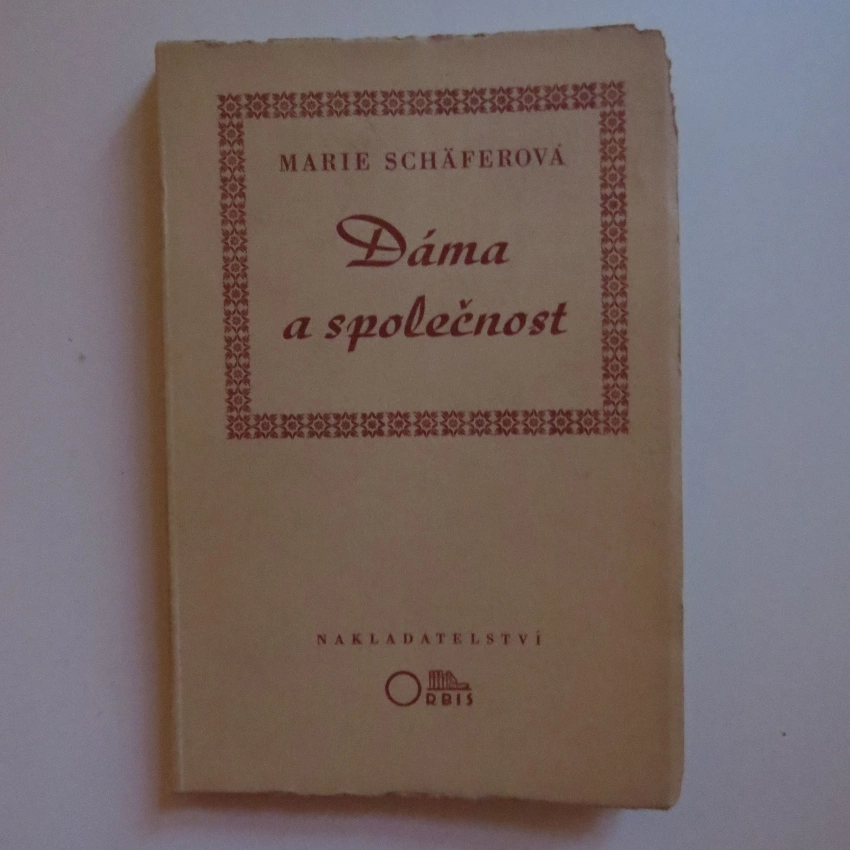 MARIE SCHÄFEROVÁ
Dáma
a společnost
NAKLADATELSTVÍ
ORBIS